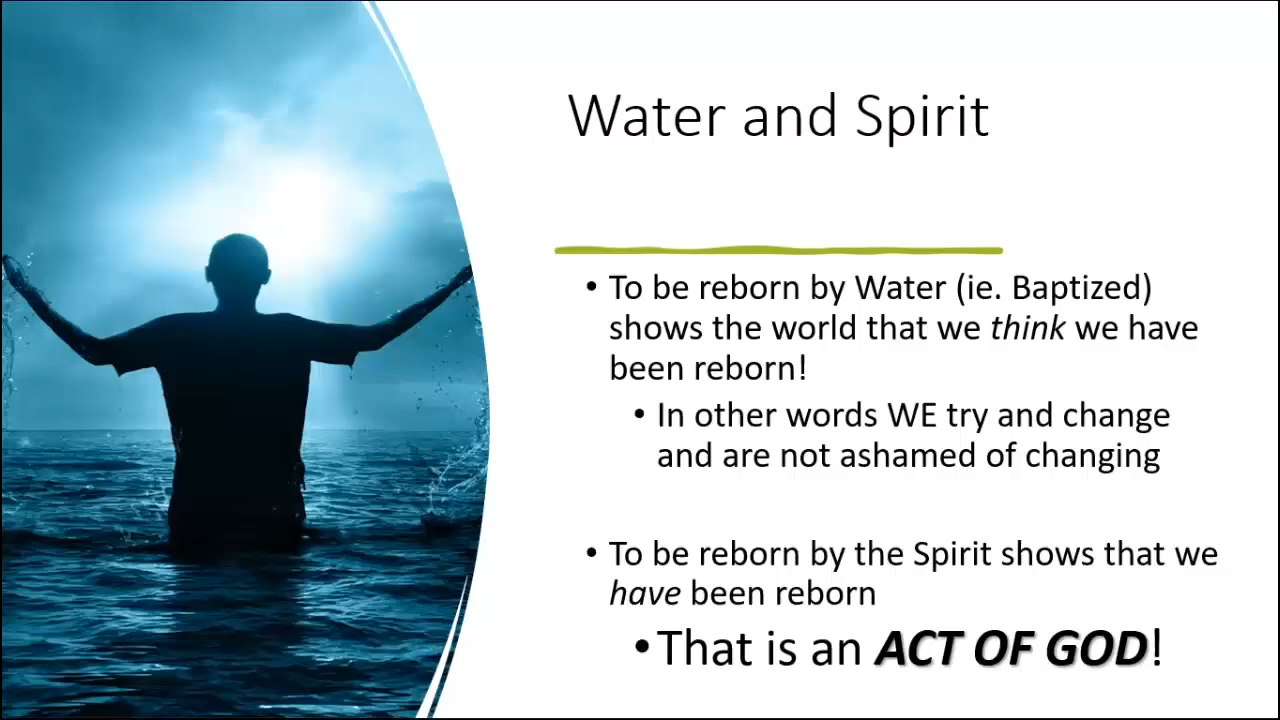 Water and Spirit
• To be reborn by Water (ie. Baptized)
shows the world that we think we have
been reborn!
• In other words WE try and change
and are not ashamed of changing
• To be reborn by the Spirit shows that we
have been reborn
•That is an ACT OF GOD!